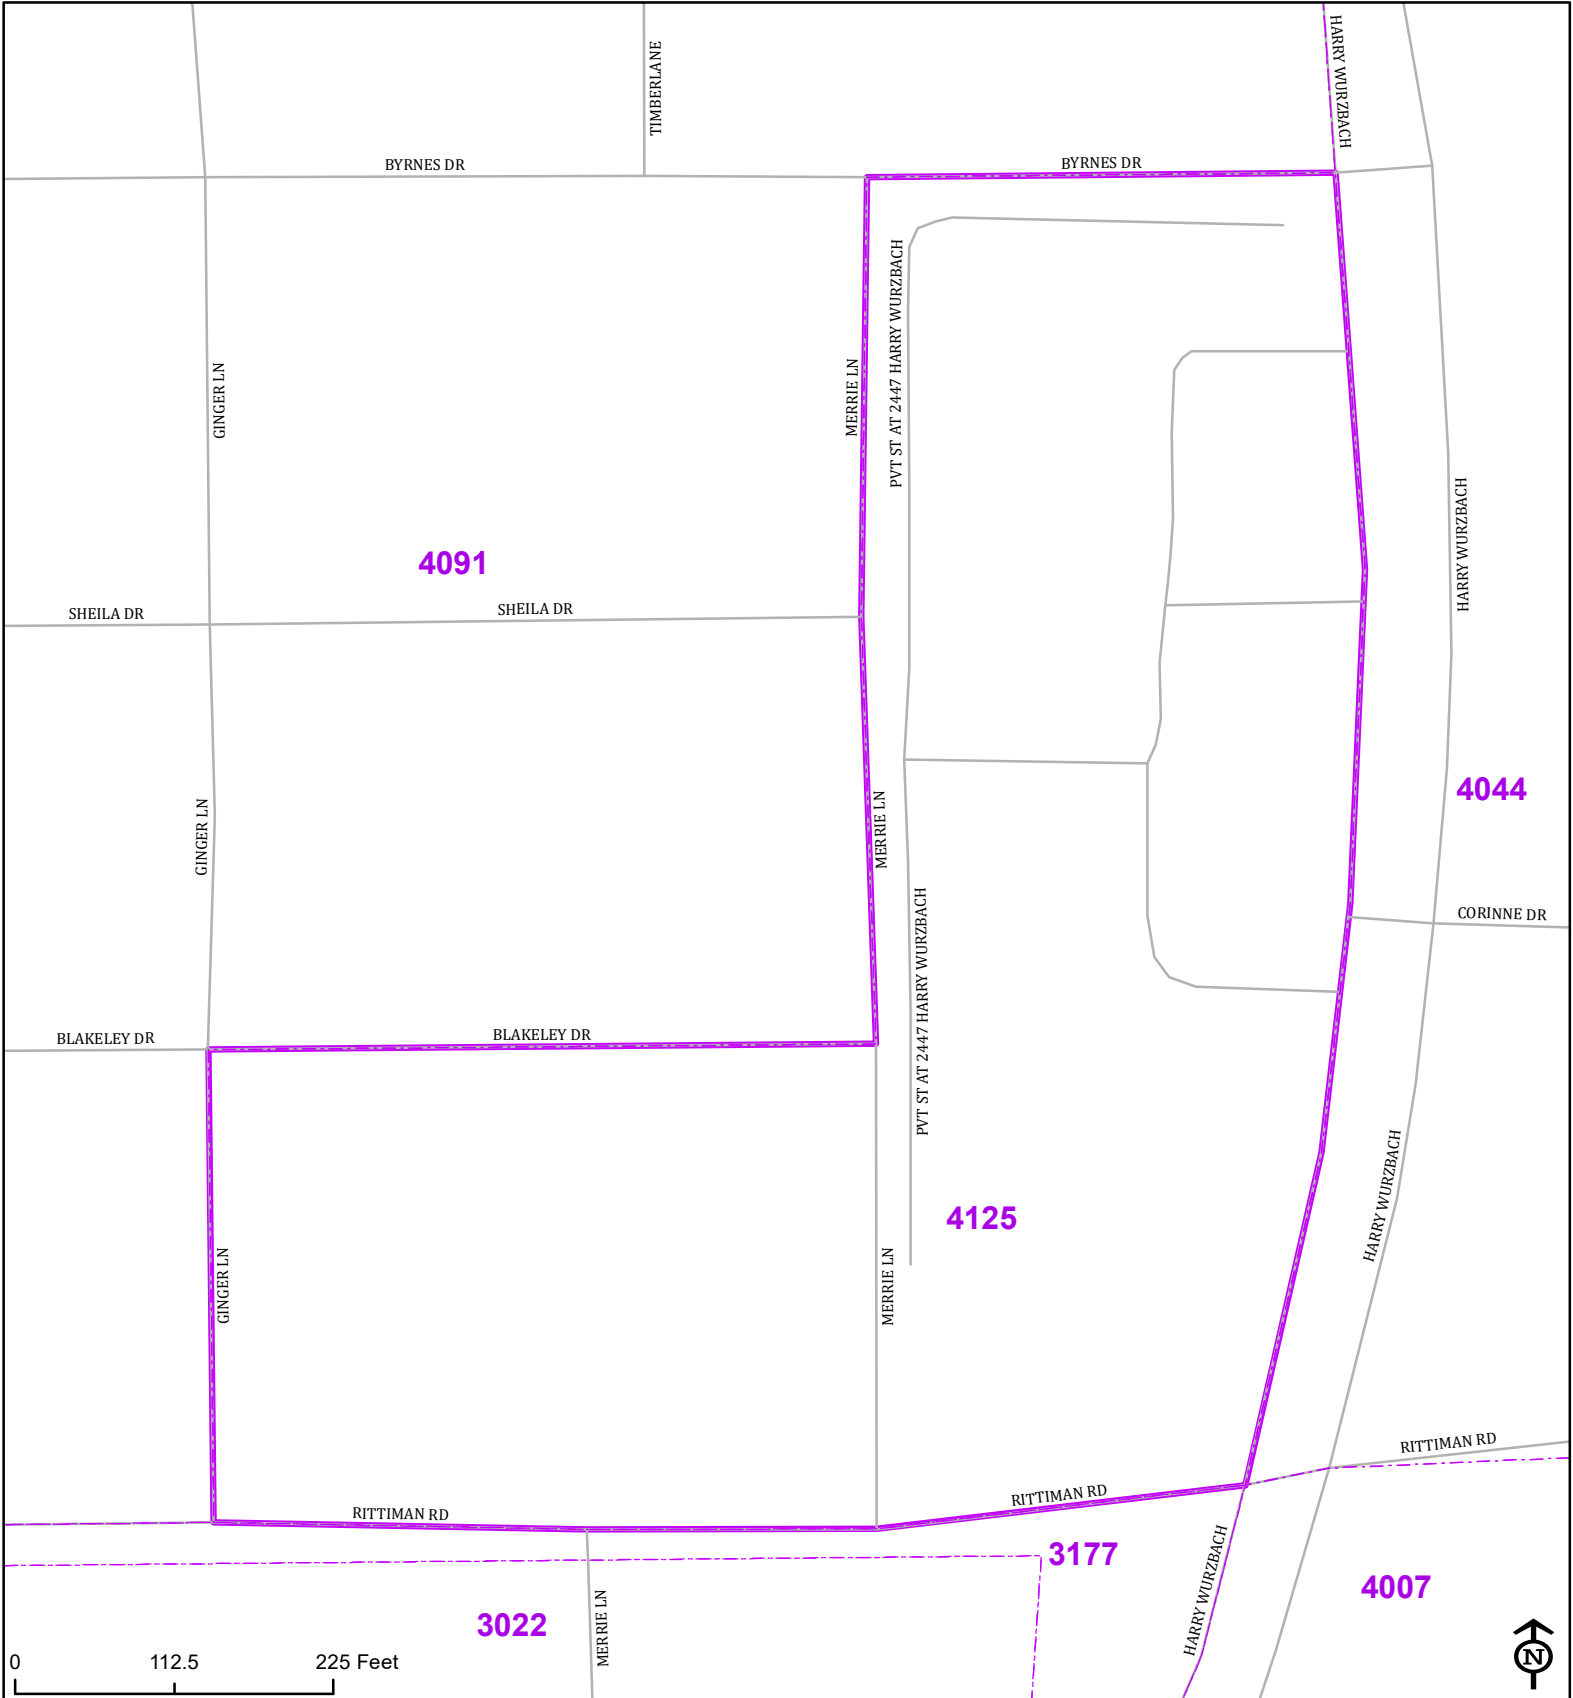 HARRY WURZBACH
TIMBERLANE
BYRNES DR
BYRNES DR
PVT ST AT 2447 HARRY WURZBACH
MERRIE LN
GINGER LN
HARRY WURZBACH
4091
SHEILA DR
SHEILA DR
4044
GINGER LN
MERRIE LN
PVT ST AT 2447 HARRY WURZBACH
CORINNE DR
BLAKELEY DR
BLAKELEY DR
HARRY WURZBACH
4125
GINGER LN
MERRIE LN
RITTIMAN RD
RITTIMAN RD
RITTIMAN RD
3177
HARRY WURZBACH
4007
3022
MERRIE LN
0 112.5 225 Feet
N